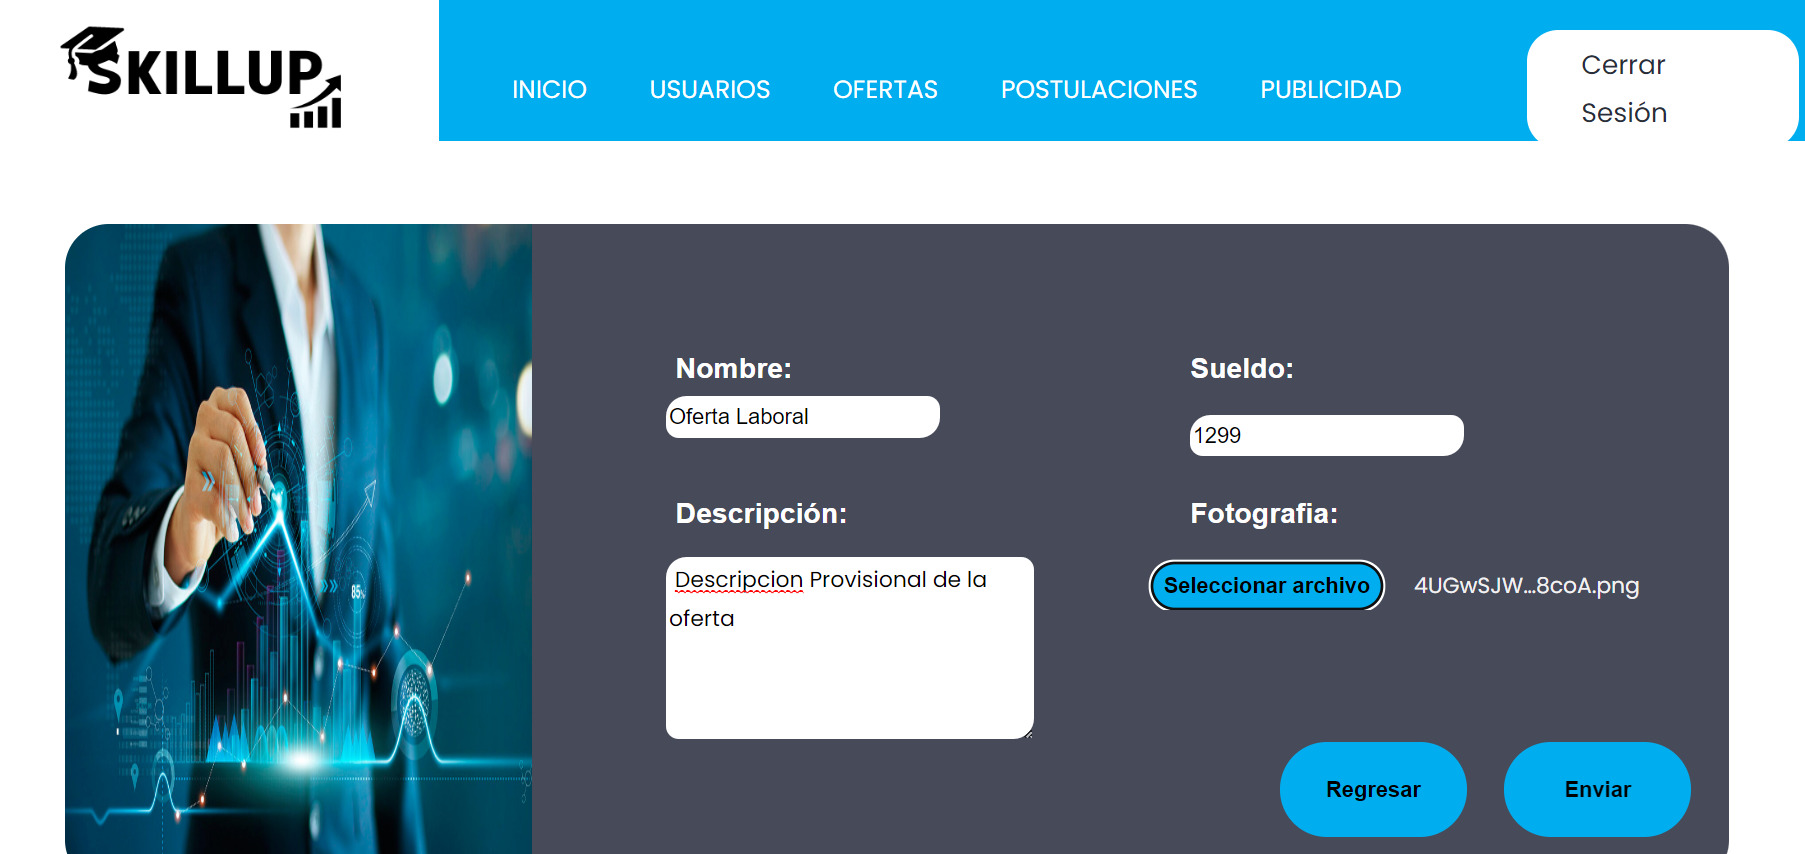 SKILLUP
INICIO USUARIOS OFERTAS POSTULACIONES PUBLICIDAD
Cerrar
Sesión
Nombre:
Oferta Laboral
Sueldo:
1299
Descripción:
Descripcion Provisional de la
oferta
Fotografia:
Seleccionar archivo 4UGwSJW...8coA.png
85%
Regresar
Enviar